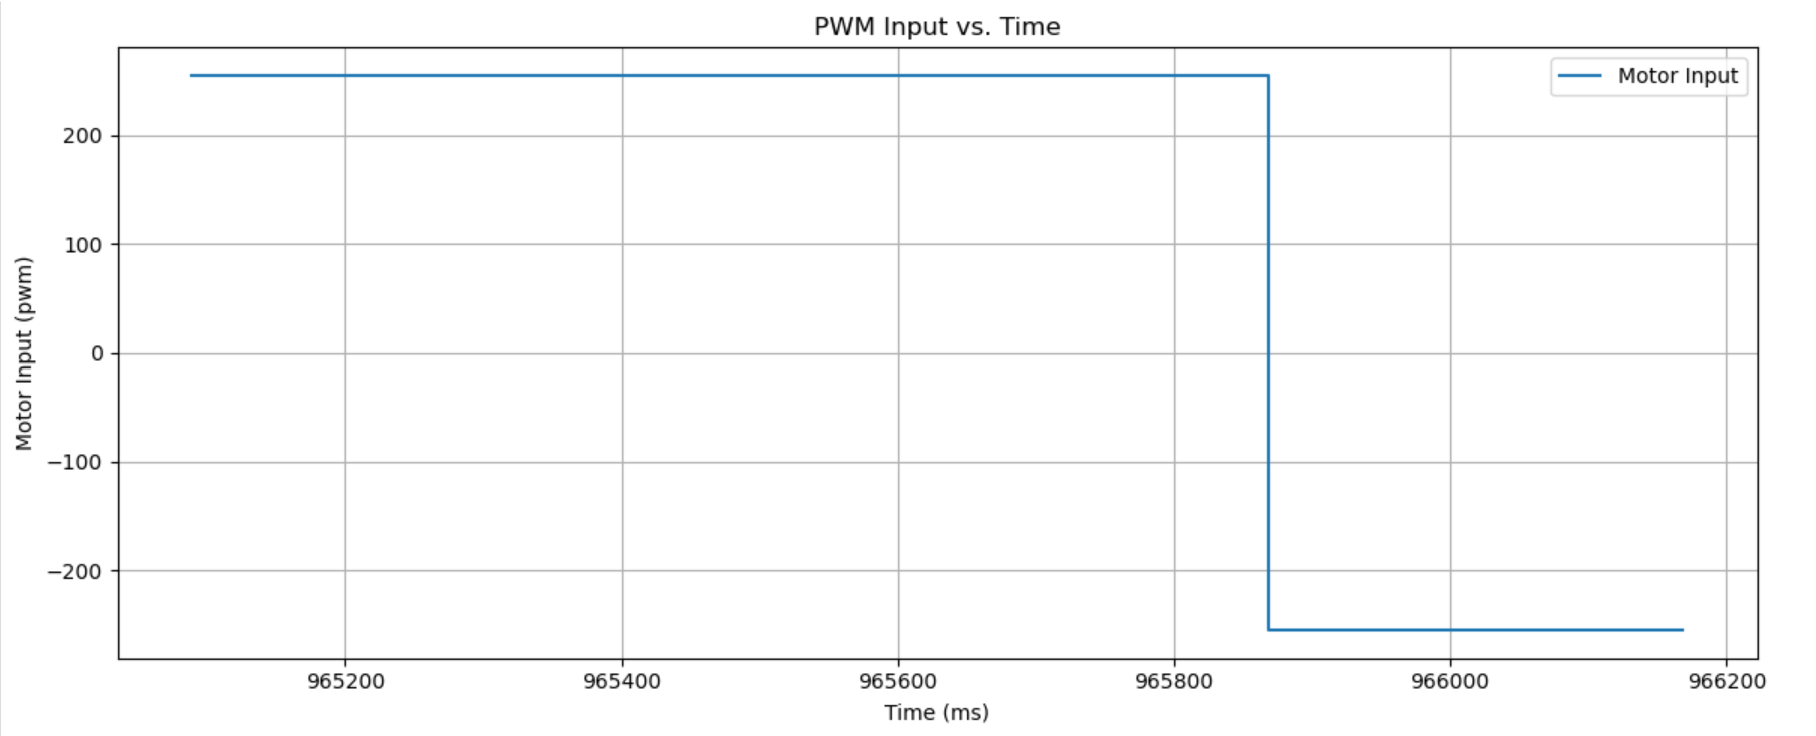 PWM Input vs. Time
Motor Input
200
100
0
−100
−200
Motor Input (pwm)
965200 965400 965600 965800 966000 966200
Time (ms)